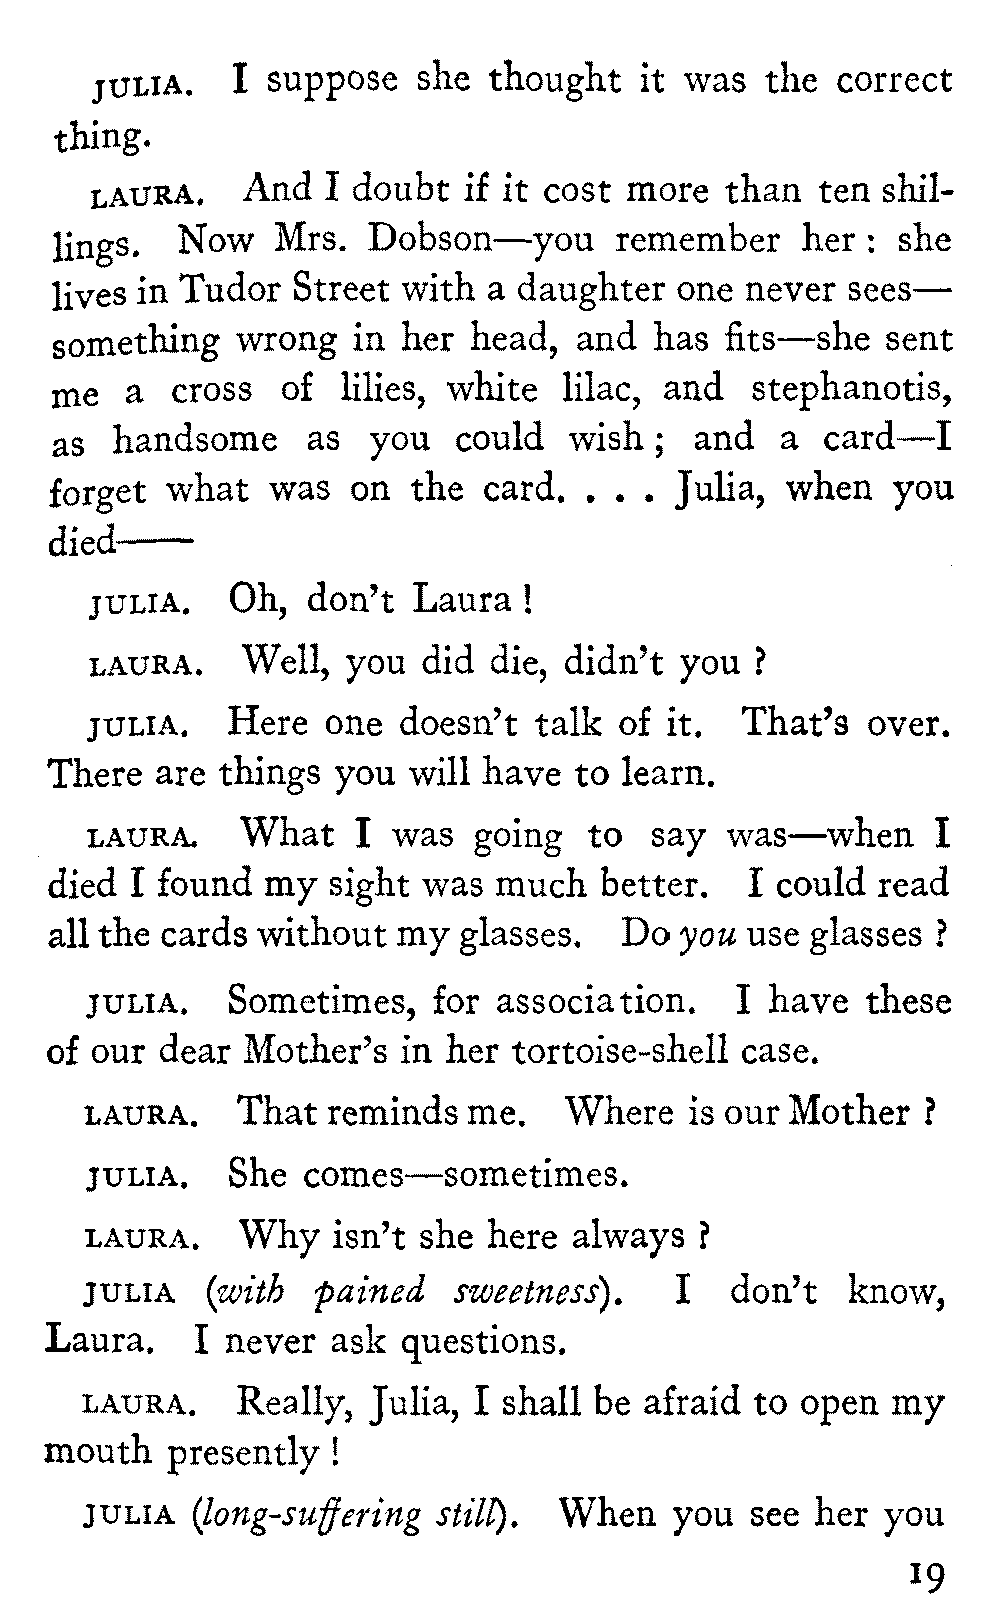 JULIA. I suppose she thought it was the correct
thing.
LAURA. And I doubt if it cost more than ten shil-
lings. Now Mrs. Dobson—you remember her : she
lives in Tudor Street with a daughter one never sees—
something wrong in her head, and has fits—she sent
me a cross of lilies, white lilac, and stephanotis,
as handsome as you could wish ; and a card—I
forget what was on the card. . . . Julia, when you
died——
JULIA. Oh, don't Laura !
LAURA. Well, you did die, didn't you ?
JULIA. Here one doesn't talk of it. That's over.
There are things you will have to learn.
LAURA. What I was going to say was—when I
died I found my sight was much better. I could read
all the cards without my glasses. Do you use glasses ?
JULIA. Sometimes, for association. I have these
of our dear Mother's in her tortoise-shell case.
LAURA. That reminds me. Where is our Mother ?
JULIA. She comes—sometimes.
LAURA. Why isn't she here always ?
JULIA (with pained sweetness). I don't know,
Laura. I never ask questions.
LAURA. Really, Julia, I shall be afraid to open my
mouth presently !
JULIA (long-suffering still). When you see her you
19